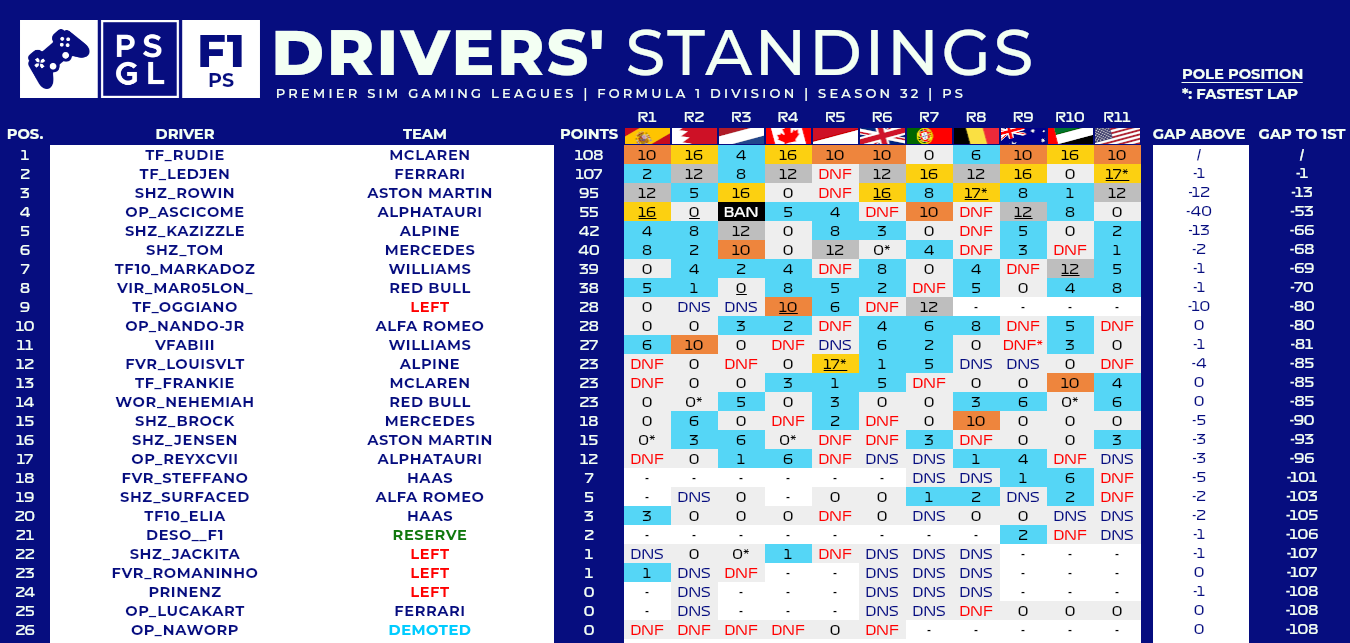 PS GL F1 PS DRIVERS' STANDINGS
PREMIER SIM GAMING LEAGUES | FORMULA 1 DIVISION | SEASON 32 | PS
POLE POSITION
*: FASTEST LAP
R1 R2 R3 R4 R5 R6 R7 R8 R9 R10 R11
POS. DRIVER TEAM POINTS GAP ABOVE GAP TO 1ST
1 TF_RUDIE MCLAREN 108 10 16 4 16 10 10 0 6 10 16 10 / /
2 TF_LEDJEN FERRARI 107 2 12 8 12 DNF 12 16 12 16 0 17* -1 -1
3 SHZ_ROWIN ASTON MARTIN 95 12 5 16 0 DNF 16 8 17* 8 1 12 -12 -13
4 OP_ASCICOME ALPHATAURI 55 16 0 BAN 5 4 DNF 10 DNF 12 8 0 -40 -53
5 SHZ_KAZIZZLE ALPINE 42 4 8 12 0 8 3 0 DNF 5 0 2 -13 -66
6 SHZ_TOM MERCEDES 40 8 2 10 0 12 0* 4 DNF 3 DNF 1 -2 -68
7 TF10_MARKADOZ WILLIAMS 39 0 4 2 4 DNF 8 0 4 DNF 12 5 -1 -69
8 VIR_MAR05LON_ RED BULL 38 5 1 0 8 5 2 DNF 5 0 4 8 -1 -70
9 TF_OGGIANO LEFT 28 0 DNS DNS 10 6 DNF 12 - - - - -10 -80
10 OP_NANDO-JR ALFA ROMEO 28 0 0 3 2 DNF 4 6 8 DNF 5 DNF 0 -80
11 VFABIII WILLIAMS 27 6 10 0 DNF DNS 6 2 0 DNF* 3 0 -1 -81
12 FVR_LOUISVLT ALPINE 23 DNF 0 DNF 0 17* 1 5 DNS DNS 0 DNF -4 -85
13 TF_FRANKIE MCLAREN 23 DNF 0 0 3 1 5 DNF 0 0 10 4 0 -85
14 WOR_NEHEMIAH RED BULL 23 0 0* 5 0 3 0 0 3 6 0* 6 0 -85
15 SHZ_BROCK MERCEDES 18 0 6 0 DNF 2 DNF 0 10 0 0 0 -5 -90
16 SHZ_JENSEN ASTON MARTIN 15 0* 3 6 0* DNF DNF 3 DNF 0 0 3 -3 -93
17 OP_REYXCVII ALPHATAURI 12 DNF 0 1 6 DNF DNS DNS 1 4 DNF DNS -3 -96
18 FVR_STEFFANO HAAS 7 - - - - - - DNS DNS 1 6 DNF -5 -101
19 SHZ_SURFACED ALFA ROMEO 5 - DNS 0 - 0 0 1 2 DNS 2 DNF -2 -103
20 TF10_ELIA HAAS 3 3 0 0 0 DNF 0 DNS 0 0 DNS DNS -2 -105
21 DESO__F1 RESERVE 2 - - - - - - - - 2 DNF DNS -1 -106
22 SHZ_JACKITA LEFT 1 DNS 0 0* 1 DNF DNS DNS DNS - - - -1 -107
23 FVR_ROMANINHO LEFT 1 1 DNS DNF - - DNS DNS DNS - - - 0 -107
24 PRINENZ LEFT 0 - DNS - - - DNS DNS DNS - - - -1 -108
25 OP_LUCAKART FERRARI 0 - DNS - - - DNS DNS DNF 0 0 0 0 -108
26 OP_NAWORP DEMOTED 0 DNF DNF DNF DNF 0 DNF - - - - - 0 -108